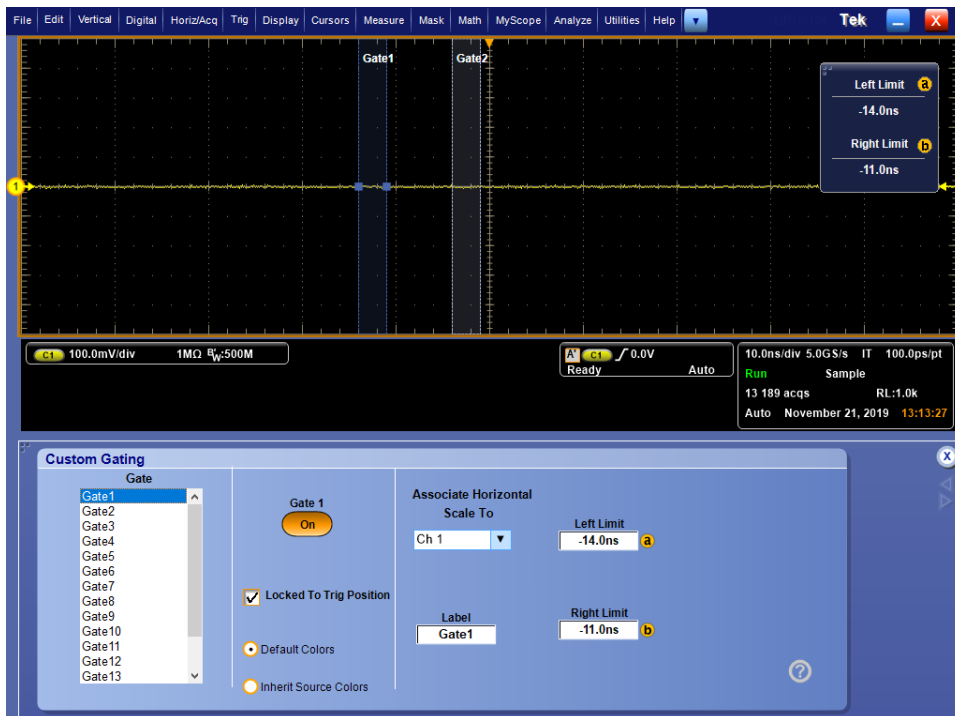 File Edit Vertical Digital Horiz/Acq Trig Display Cursors Measure Mask Math MyScope Analyze Utilities Help Tek X
Gate1 Gate2
Left Limit a
-14.0ns
Right Limit b
-11.0ns
1
C1 100.0mV/div 1MΩ BW:500M
A' C1 0.0V
Ready Auto
10.0ns/div 5.0GS/s IT 100.0ps/pt
Run Sample
13 189 acqs RL:1.0k
Auto November 21, 2019 13:13:27
Custom Gating
X
Gate
Gate1
Gate2
Gate3
Gate4
Gate5
Gate6
Gate7
Gate8
Gate9
Gate10
Gate11
Gate12
Gate13
Gate 1
On
Locked To Trig Position
Default Colors
Inherit Source Colors
Associate Horizontal
Scale To
Ch 1
Label
Gate1
Left Limit
-14.0ns a
Right Limit
-11.0ns b
?